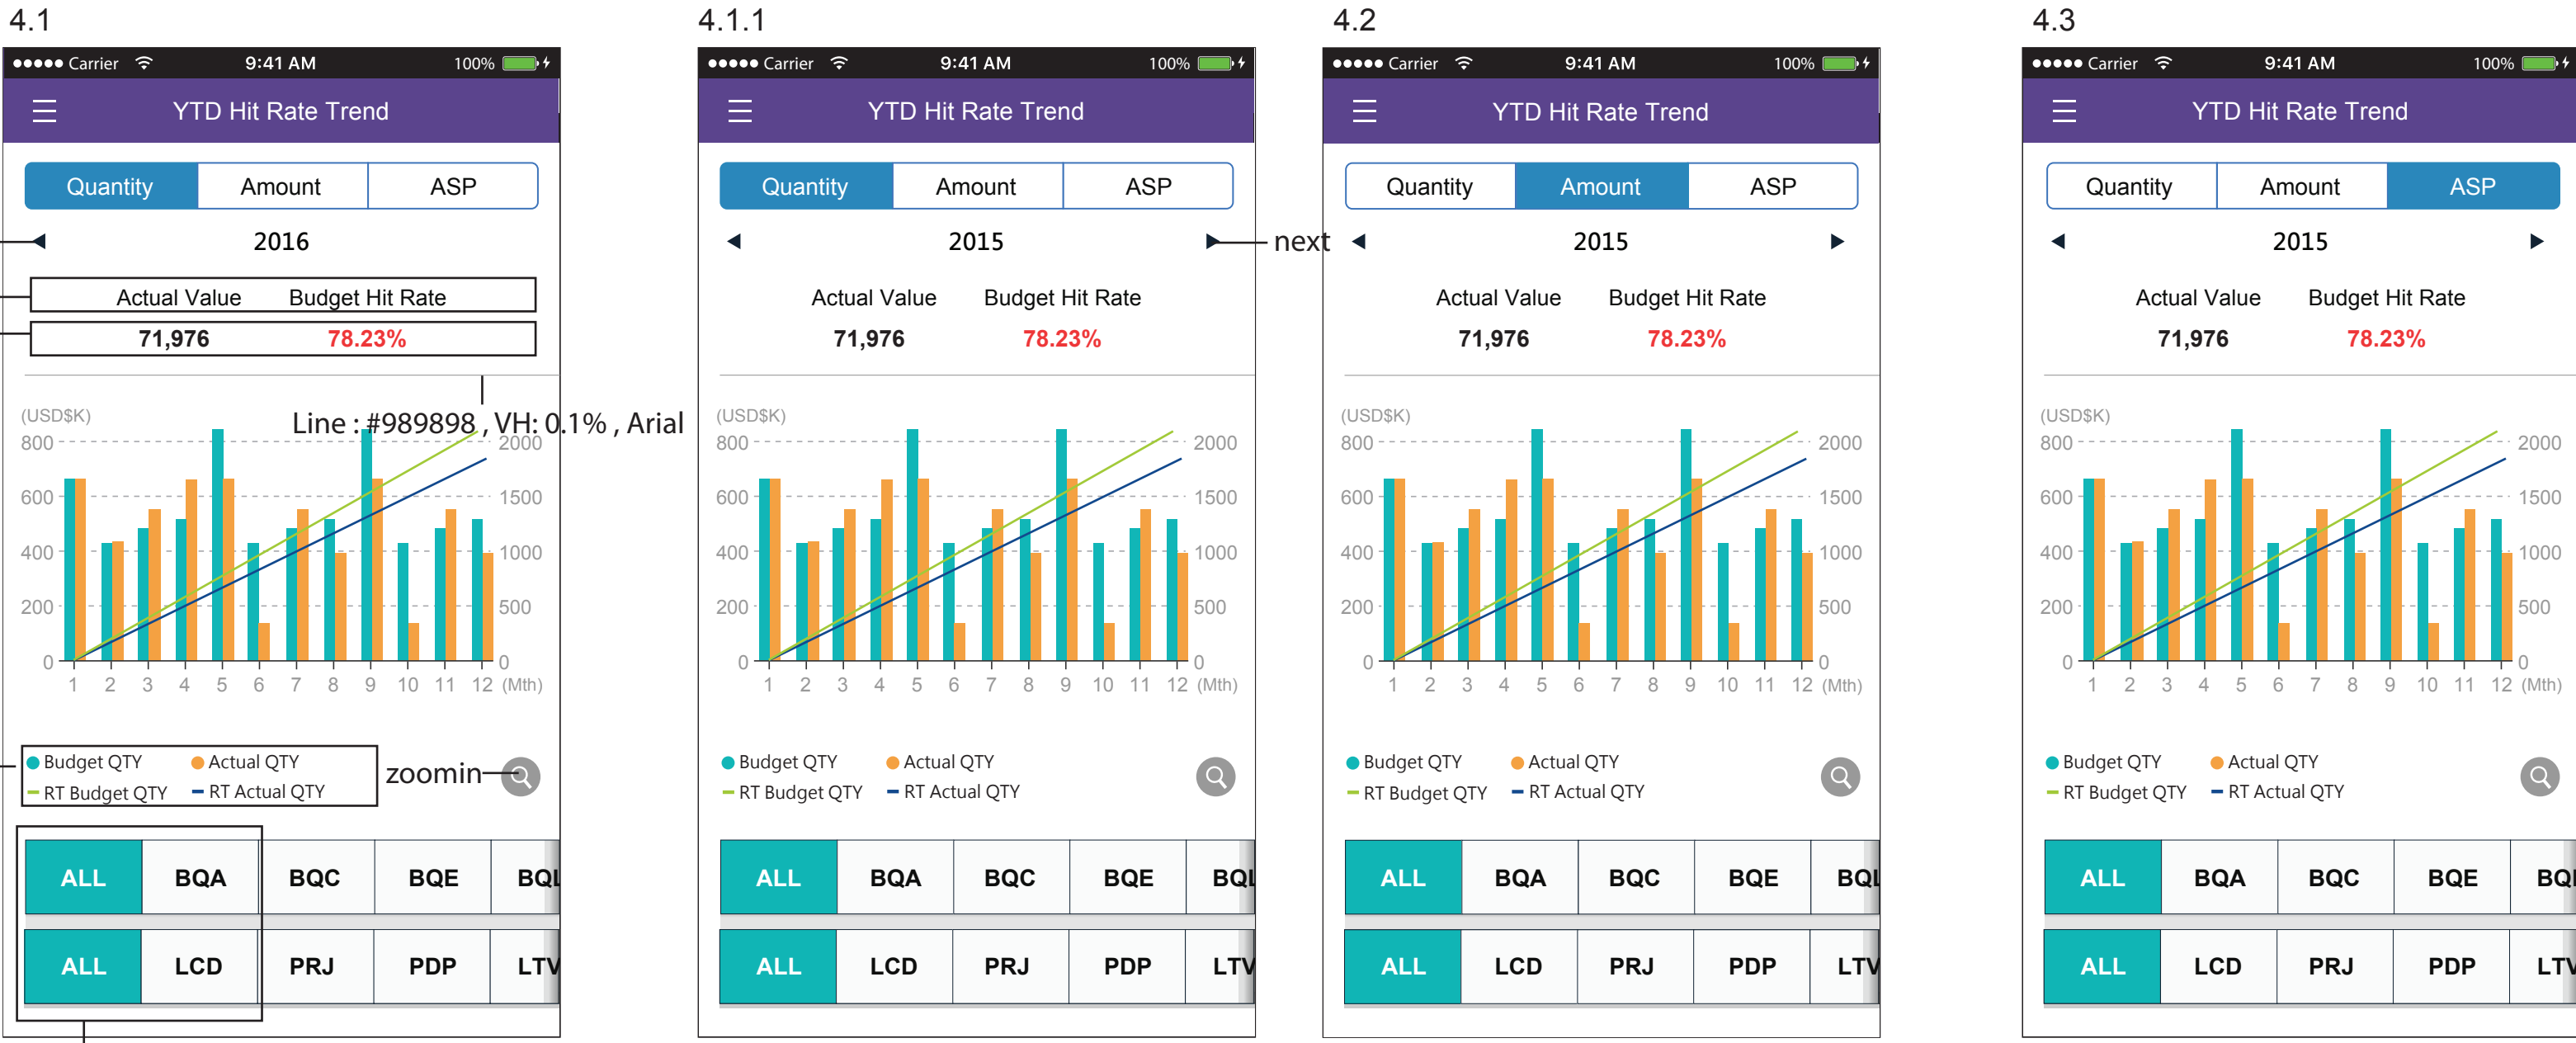 4.1
Carrier 9:41 AM 100%
YTD Hit Rate Trend
Quantity Amount ASP
2016
Actual Value Budget Hit Rate
71,976 78.23%
Line : #989898 , VH: 0.1% , Arial
(USD$K)
800 2000
600 1500
400 1000
200 500
0 0
1 2 3 4 5 6 7 8 9 10 11 12 (Mth)
Budget QTY Actual QTY
RT Budget QTY RT Actual QTY
zoomin
ALL BQA BQC BQE BQL
ALL LCD PRJ PDP LTV
4.1.1
Carrier 9:41 AM 100%
YTD Hit Rate Trend
Quantity Amount ASP
2015
next
Actual Value Budget Hit Rate
71,976 78.23%
(USD$K)
800 2000
600 1500
400 1000
200 500
0 0
1 2 3 4 5 6 7 8 9 10 11 12 (Mth)
Budget QTY Actual QTY
RT Budget QTY RT Actual QTY
ALL BQA BQC BQE BQL
ALL LCD PRJ PDP LTV
4.2
Carrier 9:41 AM 100%
YTD Hit Rate Trend
Quantity Amount ASP
2015
Actual Value Budget Hit Rate
71,976 78.23%
(USD$K)
800 2000
600 1500
400 1000
200 500
0 0
1 2 3 4 5 6 7 8 9 10 11 12 (Mth)
Budget QTY Actual QTY
RT Budget QTY RT Actual QTY
ALL BQA BQC BQE BQL
ALL LCD PRJ PDP LTV
4.3
Carrier 9:41 AM 100%
YTD Hit Rate Trend
Quantity Amount ASP
2015
Actual Value Budget Hit Rate
71,976 78.23%
(USD$K)
800 2000
600 1500
400 1000
200 500
0 0
1 2 3 4 5 6 7 8 9 10 11 12 (Mth)
Budget QTY Actual QTY
RT Budget QTY RT Actual QTY
ALL BQA BQC BQE BQL
ALL LCD PRJ PDP LTV